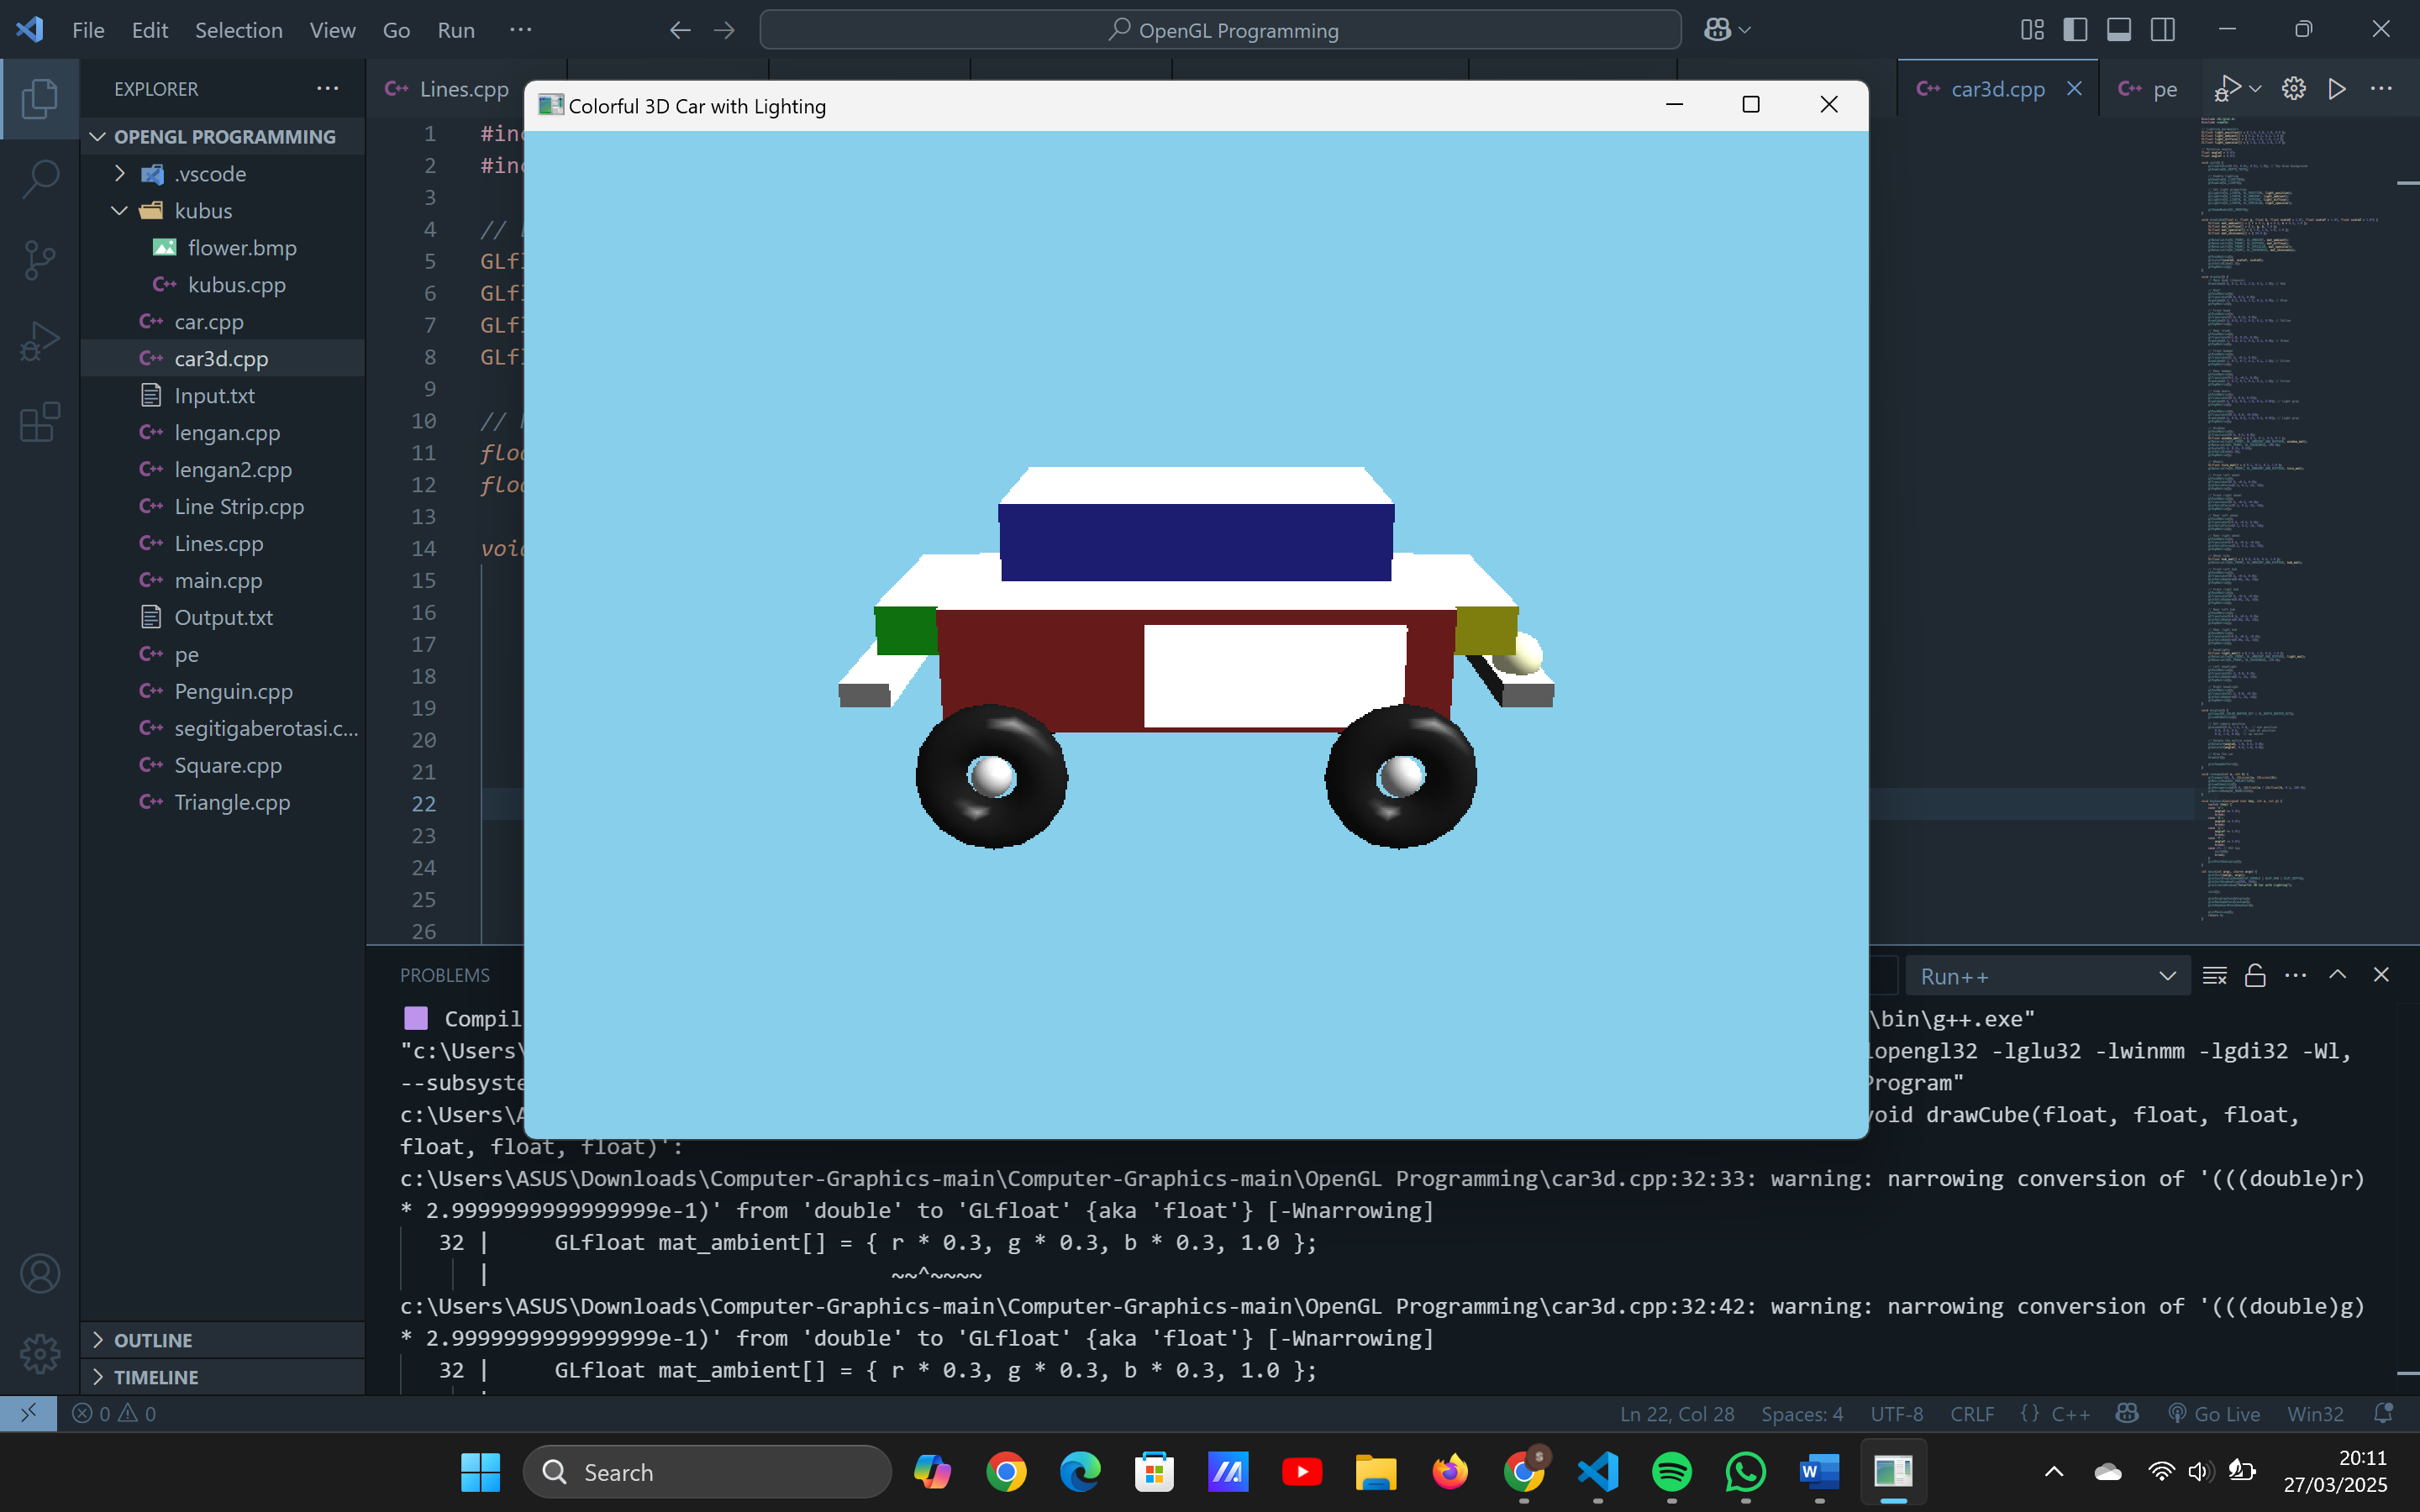 File Edit Selection View Go Run ···
OpenGL Programming
EXPLORER
OPENGL PROGRAMMING
.vscode
kubus
flower.bmp
kubus.cpp
car.cpp
car3d.cpp
Input.txt
lengan.cpp
lengan2.cpp
Line Strip.cpp
Lines.cpp
main.cpp
Output.txt
pe
Penguin.cpp
segitigaberotasi.c...
Square.cpp
Triangle.cpp
OUTLINE
TIMELINE
Lines.cpp
car3d.cpp
pe
Colorful 3D Car with Lighting
1 #in
2 #in
3
4 //
5 GLf
6 GLf
7 GLf
8 GLf
9
10 //
11 flo
12 flo
13
14 voi
15
16
17
18
19
20
21
22
23
24
25
26
PROBLEMS
Run++
Compil \bin\g++.exe"
"c:\Users\ lopengl32 -lglu32 -lwinmm -lgdi32 -Wl,
--subsyste Program"
c:\Users\A void drawCube(float, float, float,
float, float, float)':
c:\Users\ASUS\Downloads\Computer-Graphics-main\Computer-Graphics-main\OpenGL Programming\car3d.cpp:32:33: warning: narrowing conversion of '(((double)r)
* 2.9999999999999999e-1)' from 'double' to 'GLfloat' {aka 'float'} [-Wnarrowing]
32 | GLfloat mat_ambient[] = { r * 0.3, g * 0.3, b * 0.3, 1.0 };
| ~~^~~~~
c:\Users\ASUS\Downloads\Computer-Graphics-main\Computer-Graphics-main\OpenGL Programming\car3d.cpp:32:42: warning: narrowing conversion of '(((double)g)
* 2.9999999999999999e-1)' from 'double' to 'GLfloat' {aka 'float'} [-Wnarrowing]
32 | GLfloat mat_ambient[] = { r * 0.3, g * 0.3, b * 0.3, 1.0 };
0 0
Ln 22, Col 28 Spaces: 4 UTF-8 CRLF {} C++ Go Live Win32
Search
20:11
27/03/2025